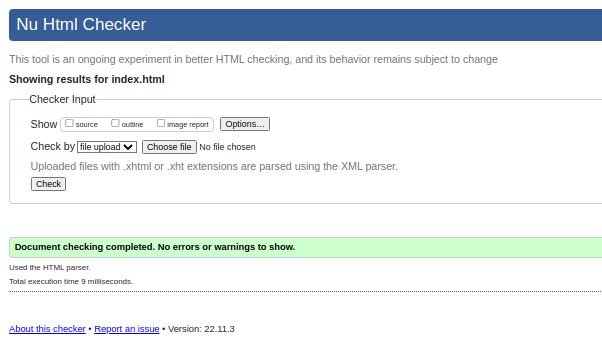 Nu Html Checker
This tool is an ongoing experiment in better HTML checking, and its behavior remains subject to change
Showing results for index.html
Checker Input
Show source outline image report Options...
Check by file upload Choose file No file chosen
Uploaded files with .xhtml or .xht extensions are parsed using the XML parser.
Check
Document checking completed. No errors or warnings to show.
Used the HTML parser.
Total execution time 9 milliseconds.
About this checker • Report an issue • Version: 22.11.3